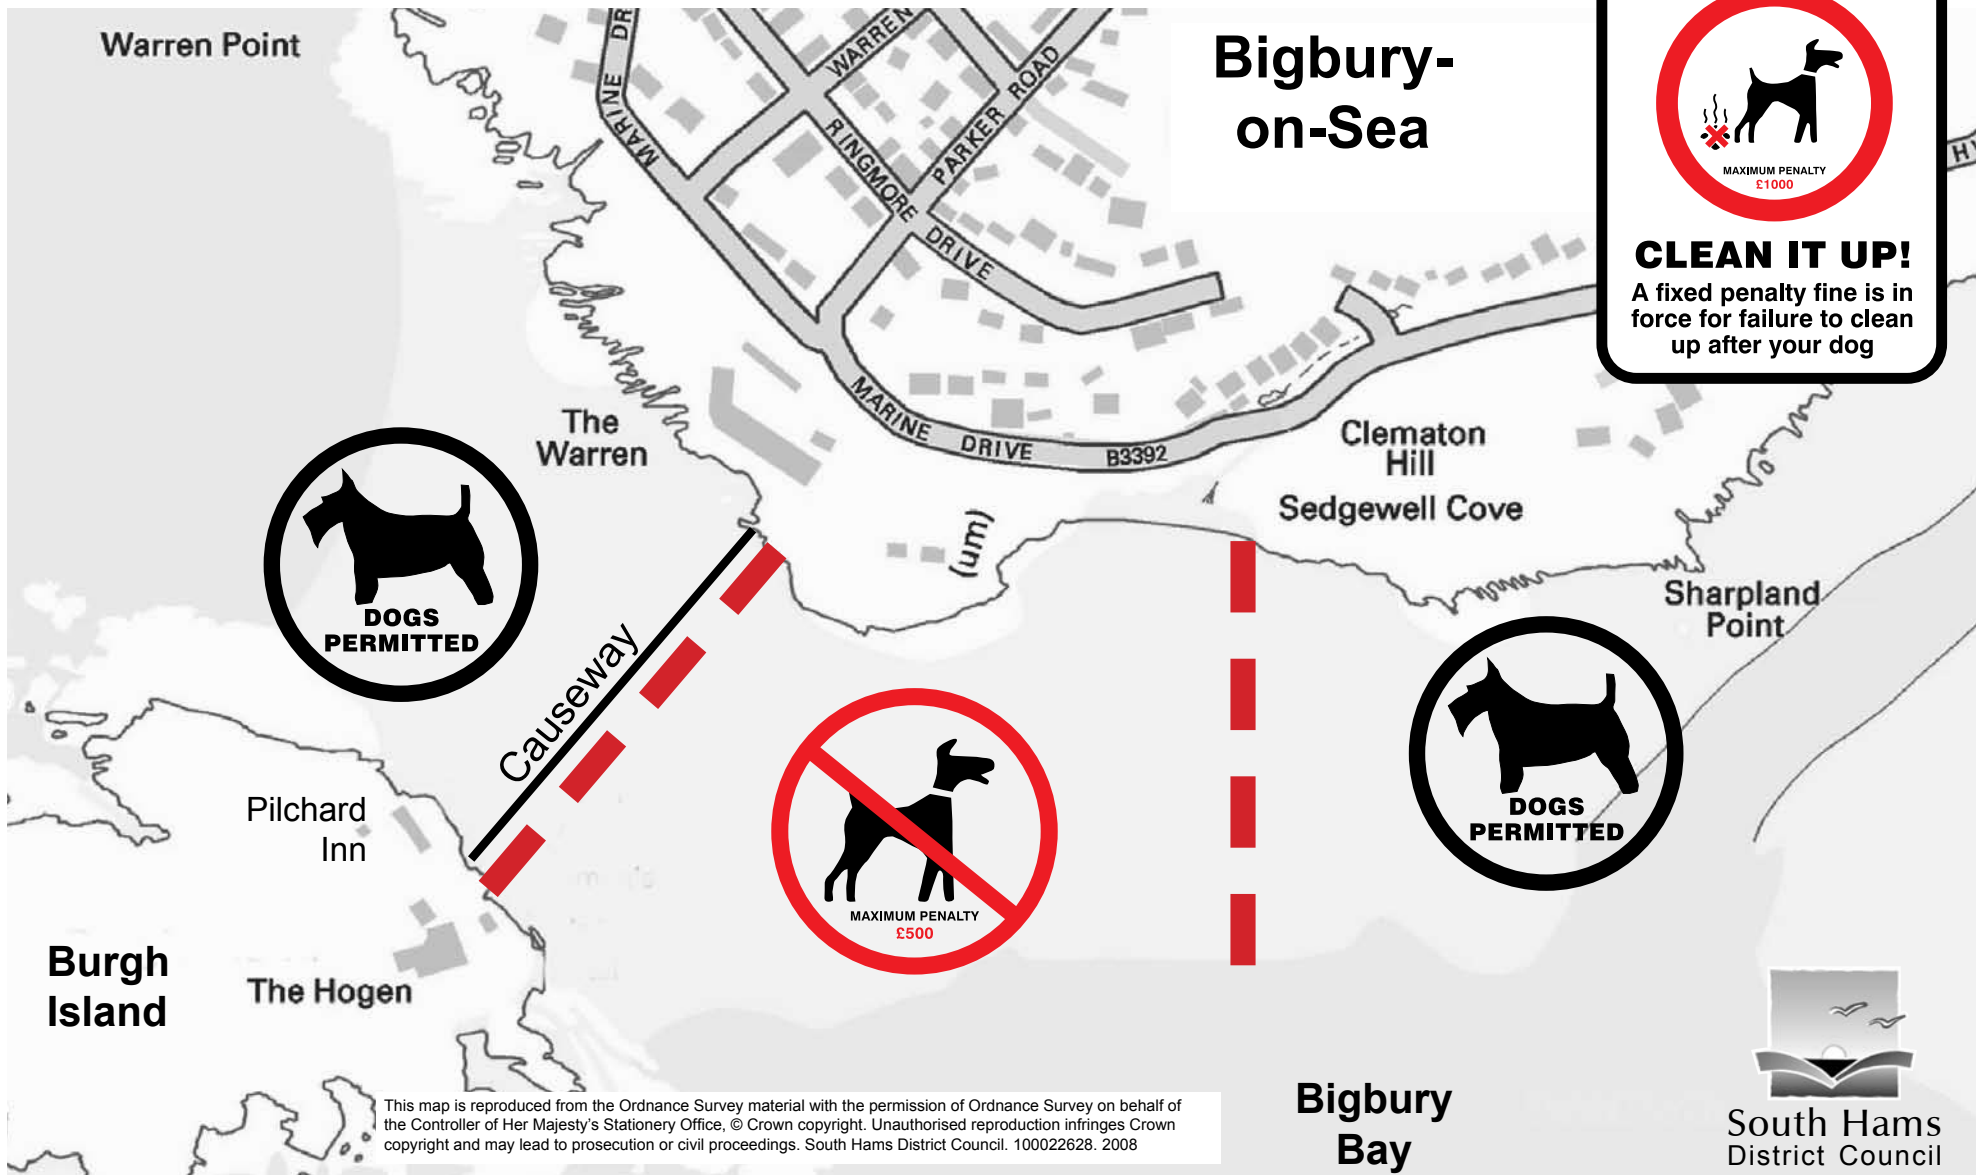 Warren Point
MARINE DR
WARREN
PARKER ROAD
RINGMORE DRIVE
MARINE
Bigbury-
on-Sea
MAXIMUM PENALTY
£1000
CLEAN IT UP!
A fixed penalty fine is in
force for failure to clean
up after your dog
The
Warren
MARINE DRIVE B3392
Clematon
Hill
Sedgewell Cove
(um)
Sharpland
Point
DOGS
PERMITTED
Causeway
DOGS
PERMITTED
Pilchard
Inn
MAXIMUM PENALTY
£500
Burgh
Island
The Hogen
This map is reproduced from the Ordnance Survey material with the permission of Ordnance Survey on behalf of
the Controller of Her Majesty's Stationery Office, © Crown copyright. Unauthorised reproduction infringes Crown
copyright and may lead to prosecution or civil proceedings. South Hams District Council. 100022628. 2008
Bigbury
Bay
South Hams
District Council